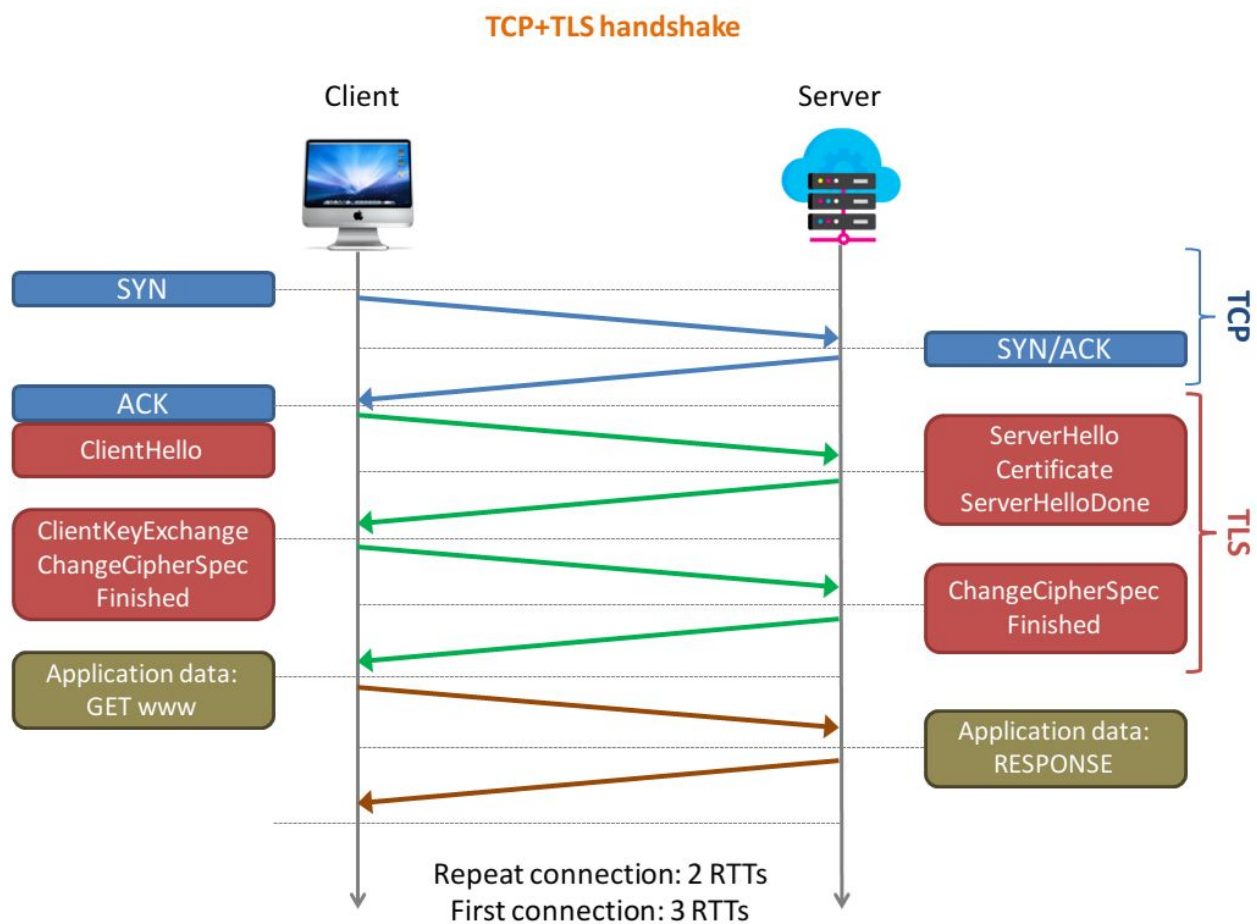 TCP+TLS handshake
Client
Server
SYN
TCP
SYN/ACK
ACK
ClientHello
ServerHello
Certificate
ServerHelloDone
TLS
ClientKeyExchange
ChangeCipherSpec
Finished
ChangeCipherSpec
Finished
Application data:
GET www
Application data:
RESPONSE
Repeat connection: 2 RTTs
First connection: 3 RTTs